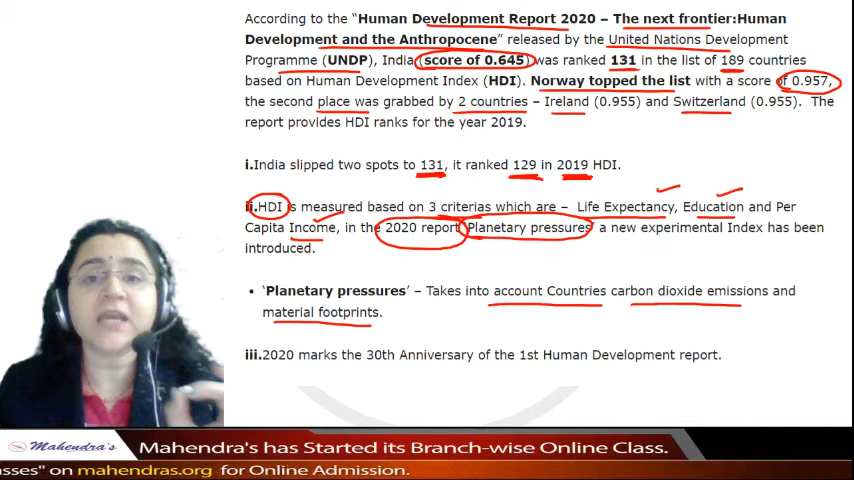 According to the “Human Development Report 2020 – The next frontier:Human
Development and the Anthropocene” released by the United Nations Development
Programme (UNDP), India (score of 0.645) was ranked 131 in the list of 189 countries
based on Human Development Index (HDI). Norway topped the list with a score of 0.957,
the second place was grabbed by 2 countries – Ireland (0.955) and Switzerland (0.955). The
report provides HDI ranks for the year 2019.
i.India slipped two spots to 131, it ranked 129 in 2019 HDI.
ii.HDI is measured based on 3 criterias which are – Life Expectancy, Education and Per
Capita Income, in the 2020 report ‘Planetary pressures’ a new experimental Index has been
introduced.
• ‘Planetary pressures’ – Takes into account Countries carbon dioxide emissions and
material footprints.
iii.2020 marks the 30th Anniversary of the 1st Human Development report.
Mahendra's Mahendra's has Started its Branch-wise Online Class.
asses" on mahendras.org for Online Admission.